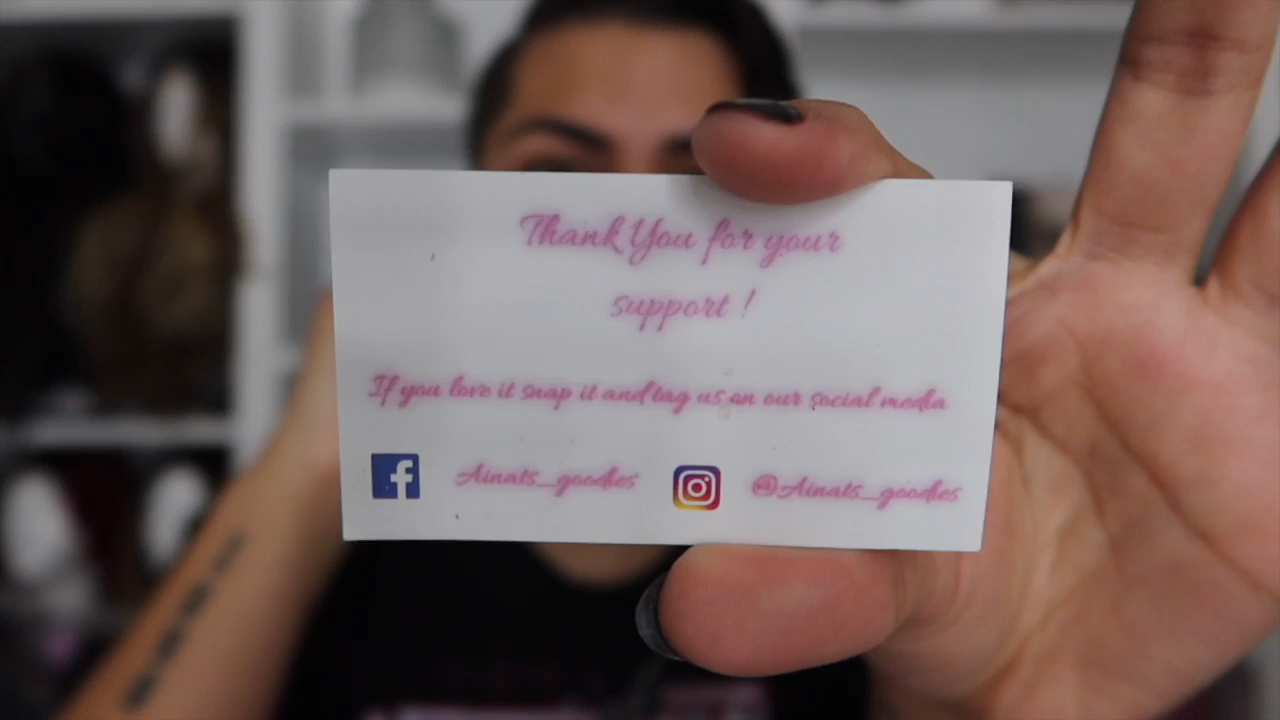 Thank You for your
support !
If you love it snap it and tag us on our social media
Ainats_goodies @Ainats_goodies